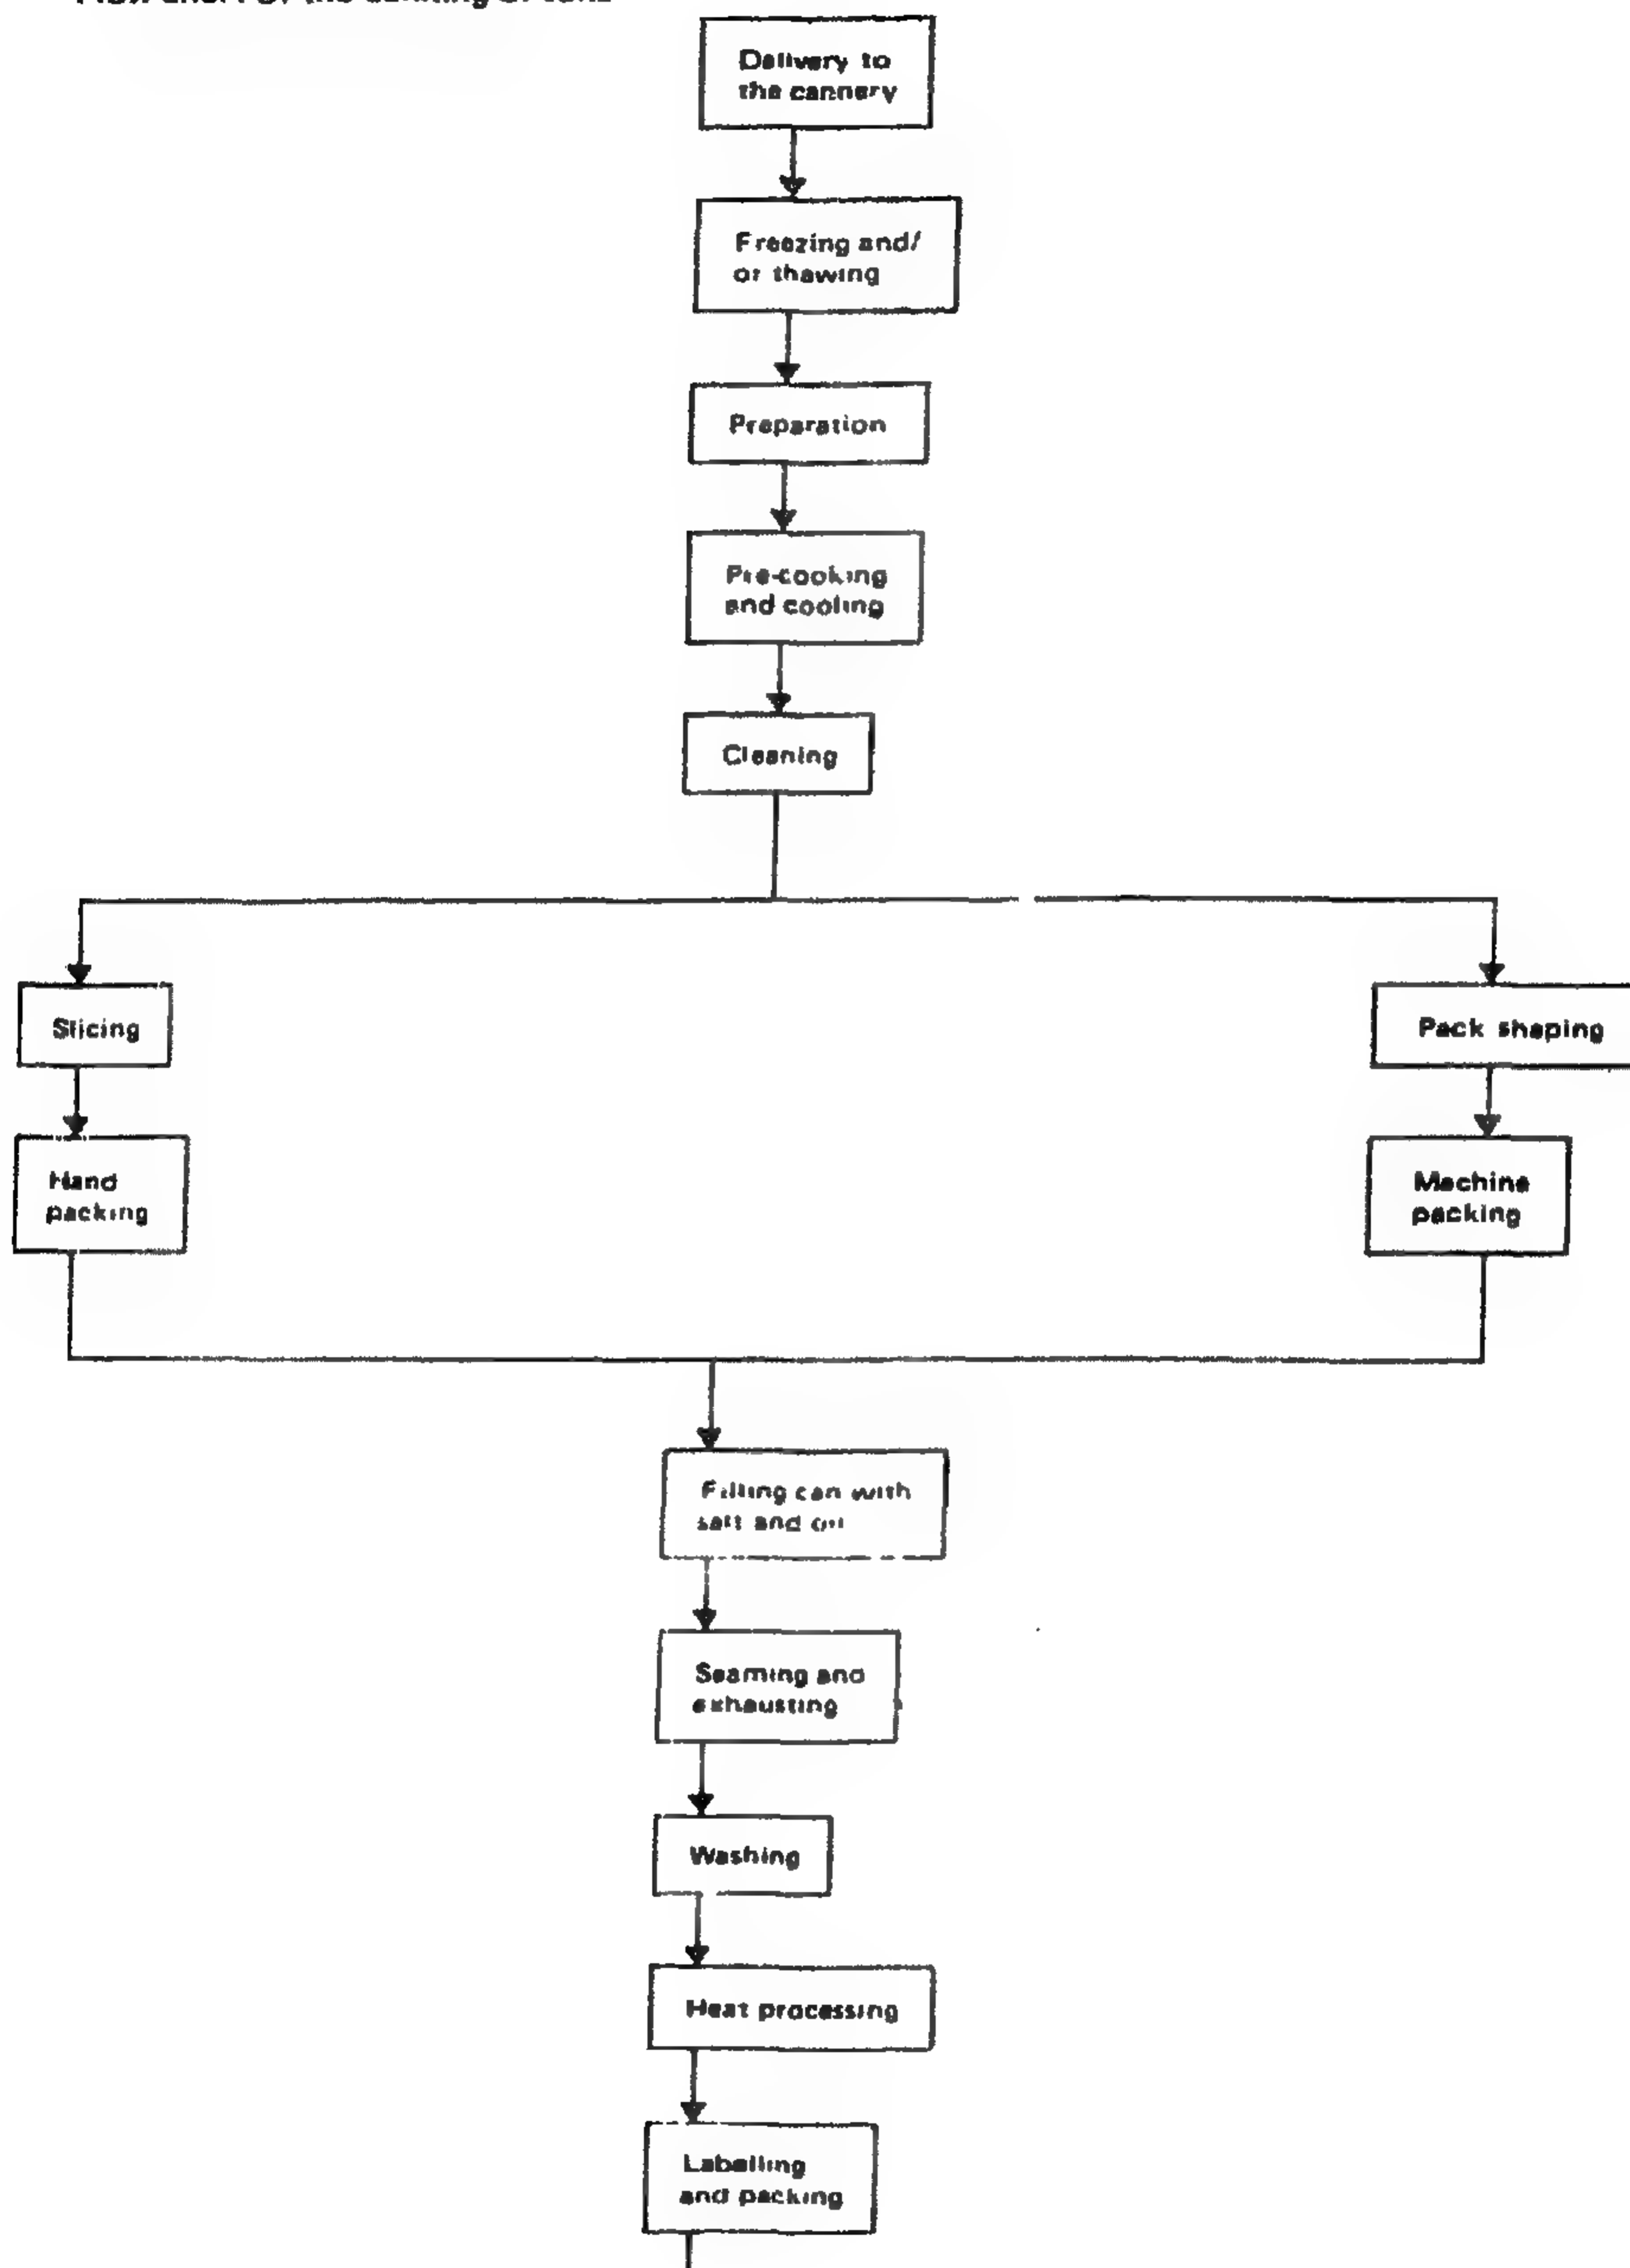 Delivery to
the cannery
Freezing and/
or thawing
Preparation
Pre-cooking
and cooling
Cleaning
Slicing
Pack shaping
Hand
packing
Machine
packing
Filling can with
salt and oil
Seaming and
exhausting
Washing
Heat processing
Labelling
and packing